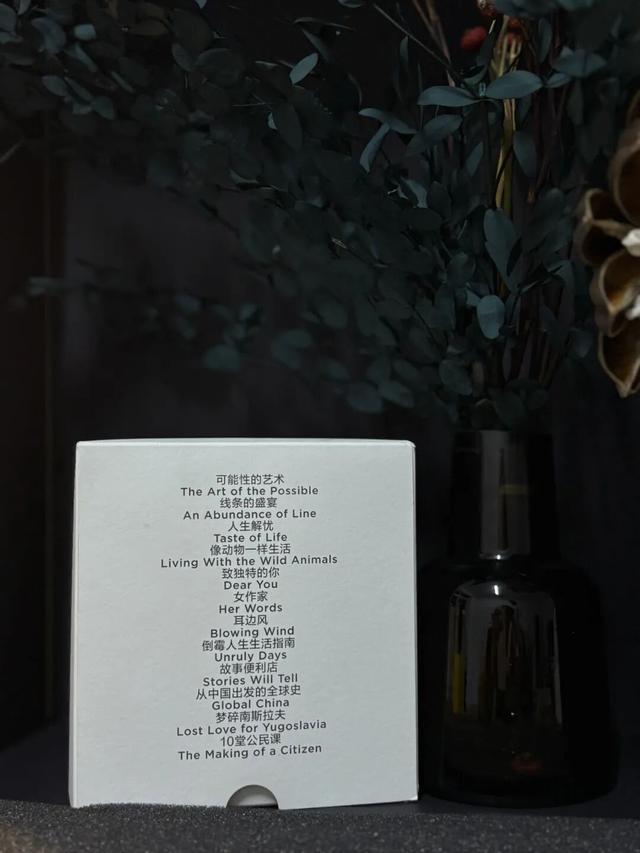 可能性的艺术
The Art of the Possible
线条的盛宴
An Abundance of Line
人生解忧
Taste of Life
像动物一样生活
Living With the Wild Animals
致独特的你
Dear You
女作家
Her Words
耳边风
Blowing Wind
倒霉人生生活指南
Unruly Days
故事便利店
Stories Will Tell
从中国出发的全球史
Global China
梦碎南斯拉夫
Lost Love for Yugoslavia
10堂公民课
The Making of a Citizen